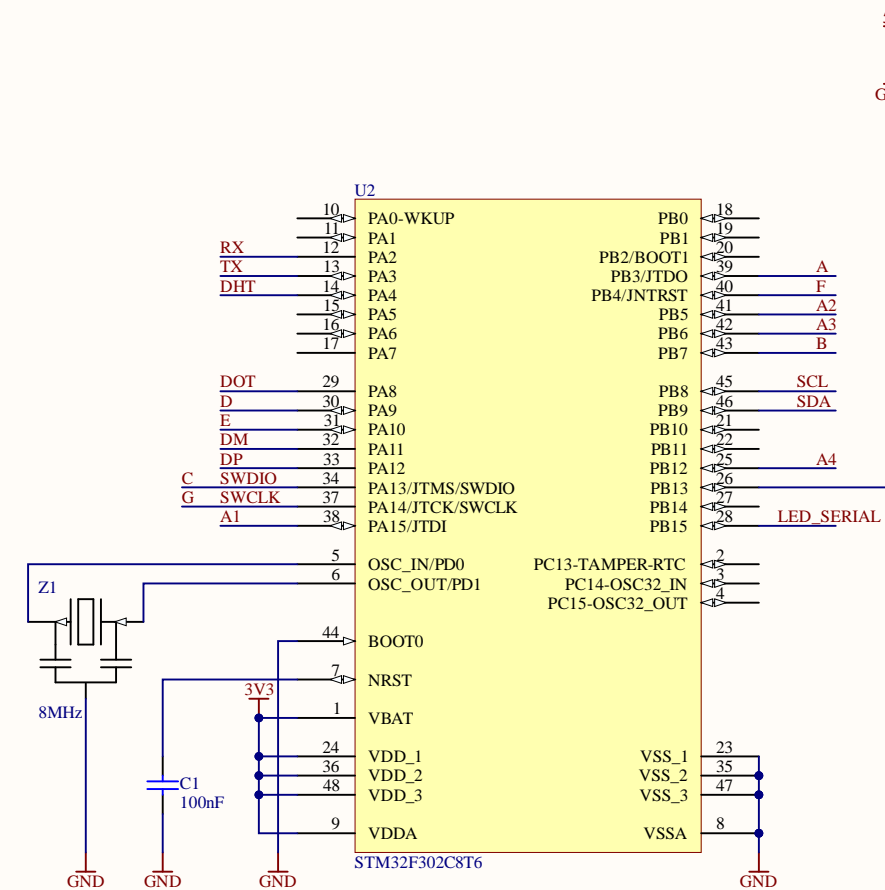 G
U2
10 PA0-WKUP PB0 18
11 PA1 PB1 19
RX 12 PA2 PB2/BOOT1 20
TX 13 PA3 PB3/JTDO 39 A
DHT 14 PA4 PB4/JNTRST 40 F
15 PA5 PB5 41 A2
16 PA6 PB6 42 A3
17 PA7 PB7 43 B
DOT 29 PA8 PB8 45 SCL
D 30 PA9 PB9 46 SDA
E 31 PA10 PB10 21
DM 32 PA11 PB11 22
DP 33 PA12 PB12 25 A4
C SWDIO 34 PA13/JTMS/SWDIO PB13 26
G SWCLK 37 PA14/JTCK/SWCLK PB14 27
A1 38 PA15/JTDI PB15 28 LED_SERIAL
5 OSC_IN/PD0 PC13-TAMPER-RTC 2
Z1 6 OSC_OUT/PD1 PC14-OSC32_IN 3
PC15-OSC32_OUT 4
44 BOOT0
7 NRST
3V3
8MHz 1 VBAT
24 VDD_1 VSS_1 23
36 VDD_2 VSS_2 35
C1 48 VDD_3 VSS_3 47
100nF
9 VDDA VSSA 8
STM32F302C8T6
GND GND GND GND